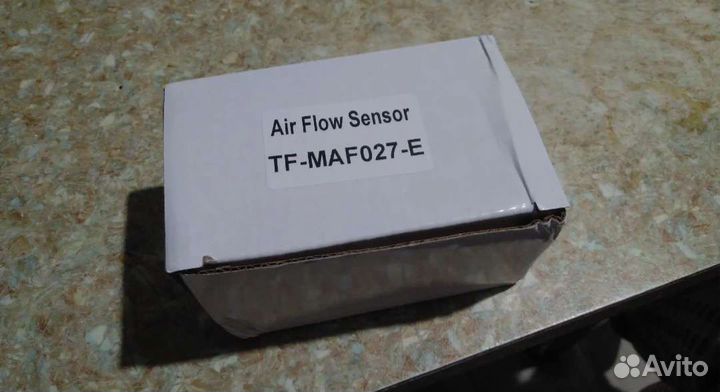 Air Flow Sensor
TF-MAF027-E
Avito